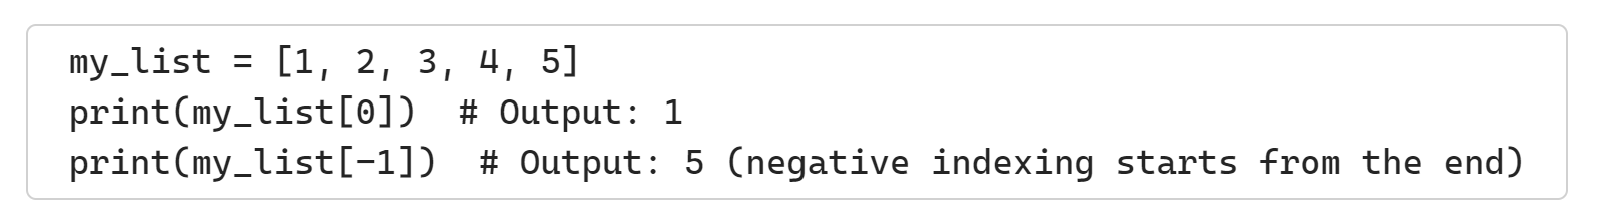 my_list = [1, 2, 3, 4, 5]
print(my_list[0])  # Output: 1
print(my_list[-1])  # Output: 5 (negative indexing starts from the end)